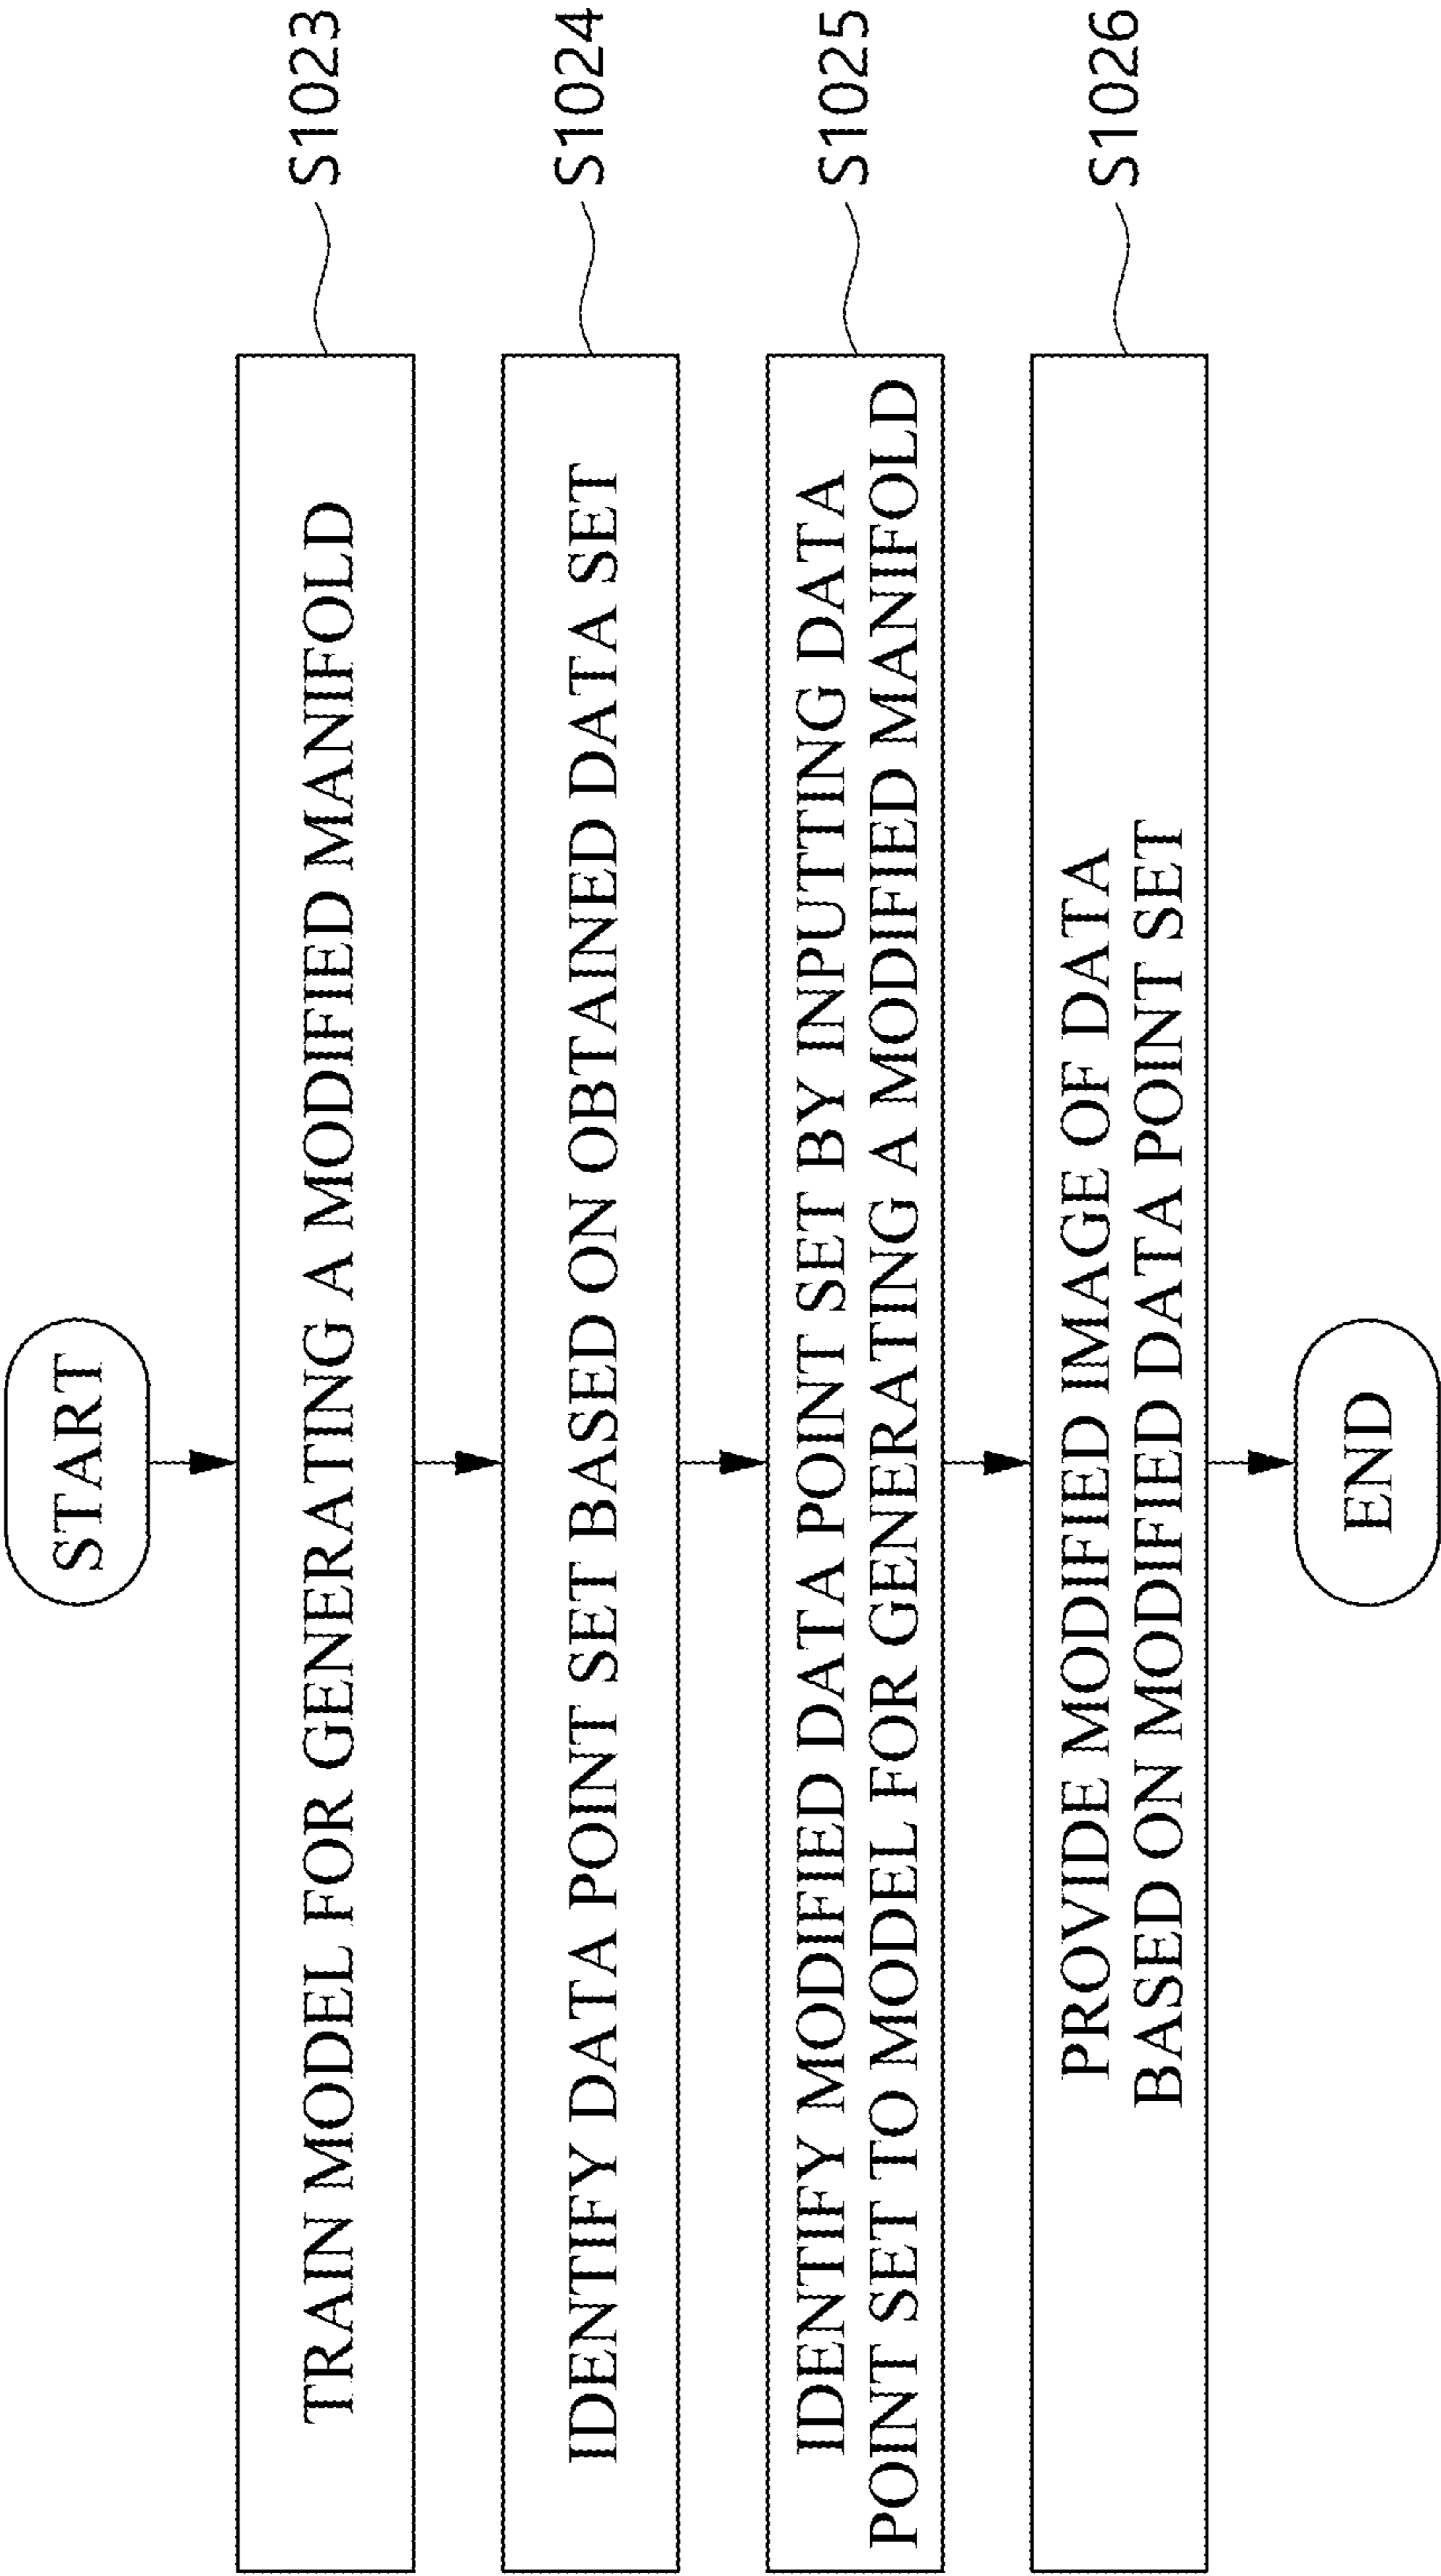 START
TRAIN MODEL FOR GENERATING A MODIFIED MANIFOLD
S1023
IDENTIFY DATA POINT SET BASED ON OBTAINED DATA SET
S1024
IDENTIFY MODIFIED DATA POINT SET BY INPUTTING DATA
POINT SET TO MODEL FOR GENERATING A MODIFIED MANIFOLD
S1025
PROVIDE MODIFIED IMAGE OF DATA
BASED ON MODIFIED DATA POINT SET
S1026
END